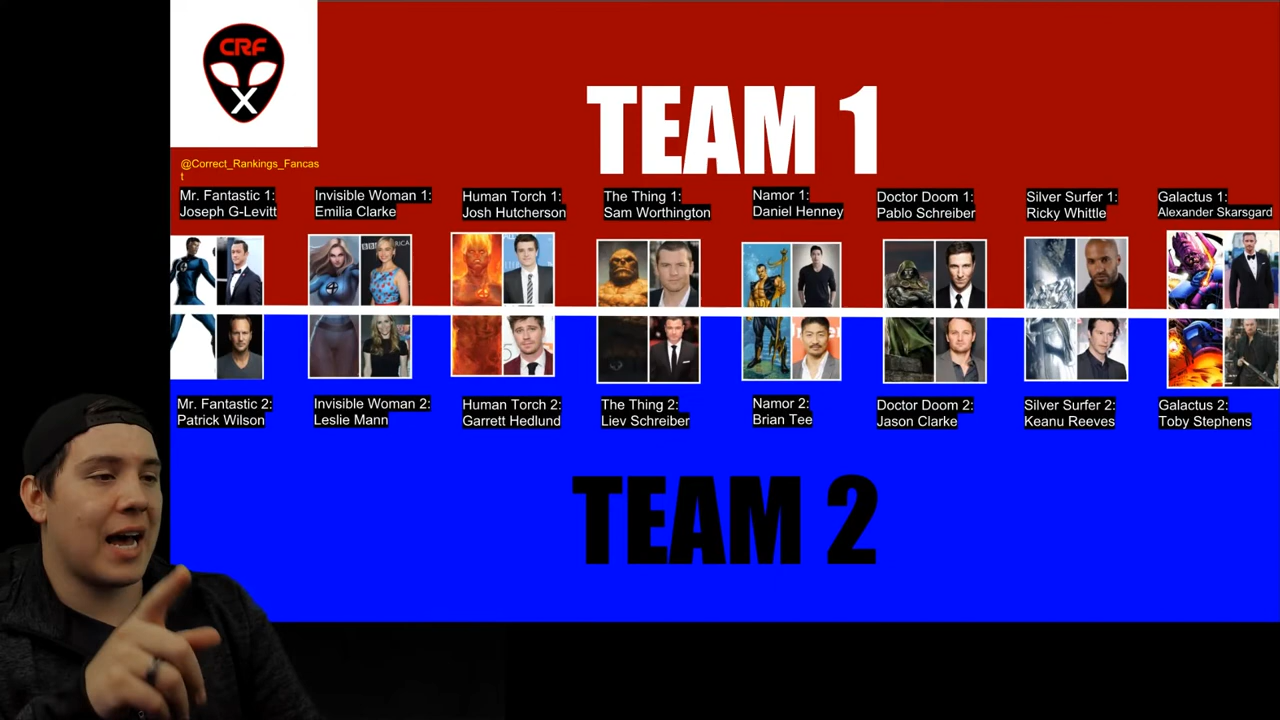 CRF
X
TEAM 1
@Correct_Rankings_Fancas
t
Mr. Fantastic 1:
Joseph G-Levitt
Invisible Woman 1:
Emilia Clarke
Human Torch 1:
Josh Hutcherson
The Thing 1:
Sam Worthington
Namor 1:
Daniel Henney
Doctor Doom 1:
Pablo Schreiber
Silver Surfer 1:
Ricky Whittle
Galactus 1:
Alexander Skarsgard
Mr. Fantastic 2:
Patrick Wilson
Invisible Woman 2:
Leslie Mann
Human Torch 2:
Garrett Hedlund
The Thing 2:
Liev Schreiber
Namor 2:
Brian Tee
Doctor Doom 2:
Jason Clarke
Silver Surfer 2:
Keanu Reeves
Galactus 2:
Toby Stephens
TEAM 2